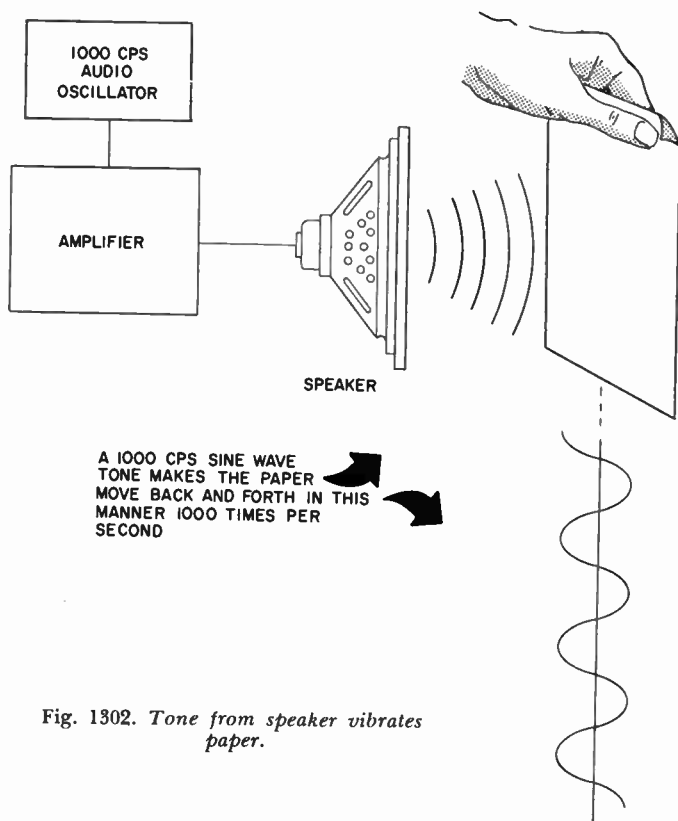 1000 CPS
AUDIO
OSCILLATOR
AMPLIFIER
SPEAKER
A 1000 CPS SINE WAVE
TONE MAKES THE PAPER
MOVE BACK AND FORTH IN THIS
MANNER 1000 TIMES PER
SECOND
Fig. 1302. Tone from speaker vibrates
paper.